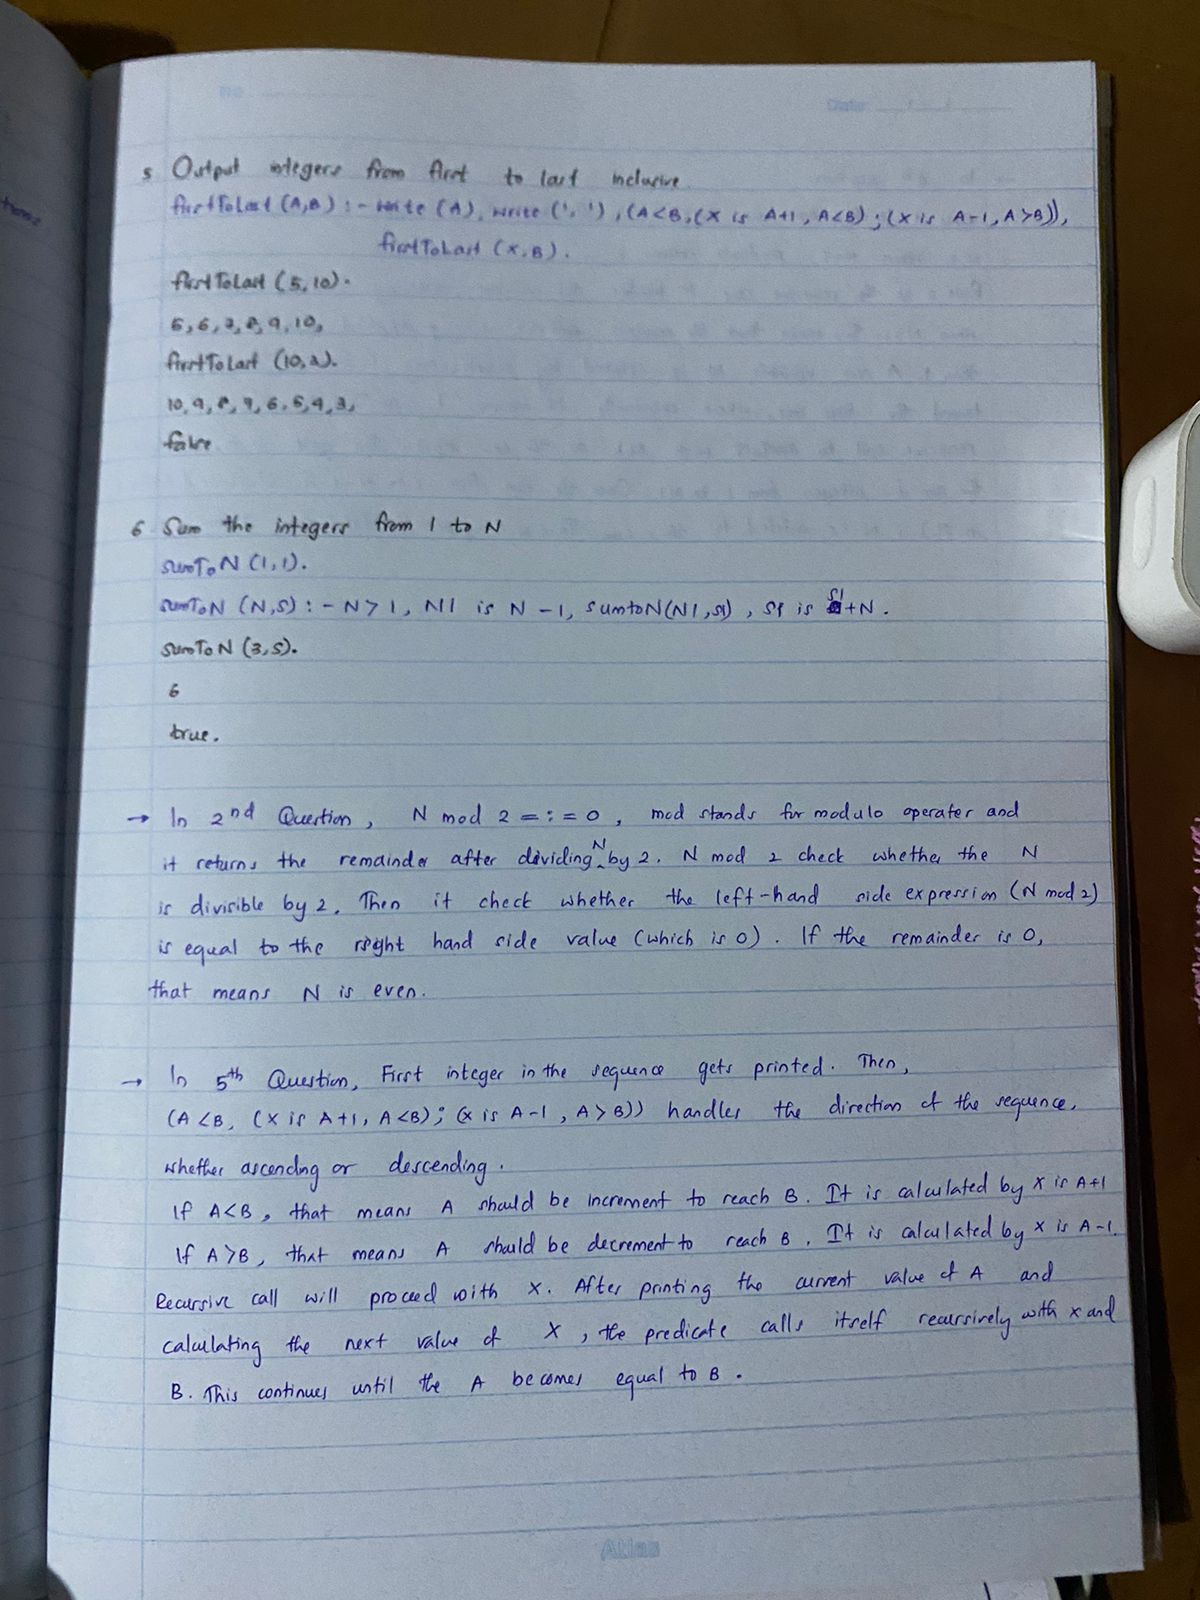 No
Date
5 Output integers from first to last inclusive
firstToLast (A,B) :- write (A), write (', '), (A<B,(X is A+1, A<B) ; (X is A-1, A>B)),
firstToLast (X,B).
firstToLast (5,10).
5,6,7,8,9,10,
firstToLast (10,2).
10,9,8,7,6,5,4,3,
false
6 Sum the integers from 1 to N
sumToN (1,1).
sumToN (N,S) :- N>1, N1 is N-1, sumtoN(N1,S1), S is S1+N.
sumToN (3,S).
6
true.
→ In 2nd Question, N mod 2 =:= 0, mod stands for modulo operater and
it returns the remainder after dividing N by 2. N mod 2 check whether the N
is divisible by 2. Then it check whether the left-hand side expression (N mod 2)
is equal to the right hand side value (which is 0). If the remainder is 0,
that means N is even.
→ In 5th Question, First integer in the sequence gets printed. Then,
(A<B, (X is A+1, A<B) ; (X is A-1, A>B)) handles the direction of the sequence,
whether ascending or descending.
If A<B, that means A should be increment to reach B. It is calculated by X is A+1
If A>B, that means A should be decrement to reach B. It is calculated by X is A-1.
Recursive call will proceed with X. After printing the current value of A and
calculating the next value of X, the predicate calls itself recursively with X and
B. This continues until the A becomes equal to B.
Atlas